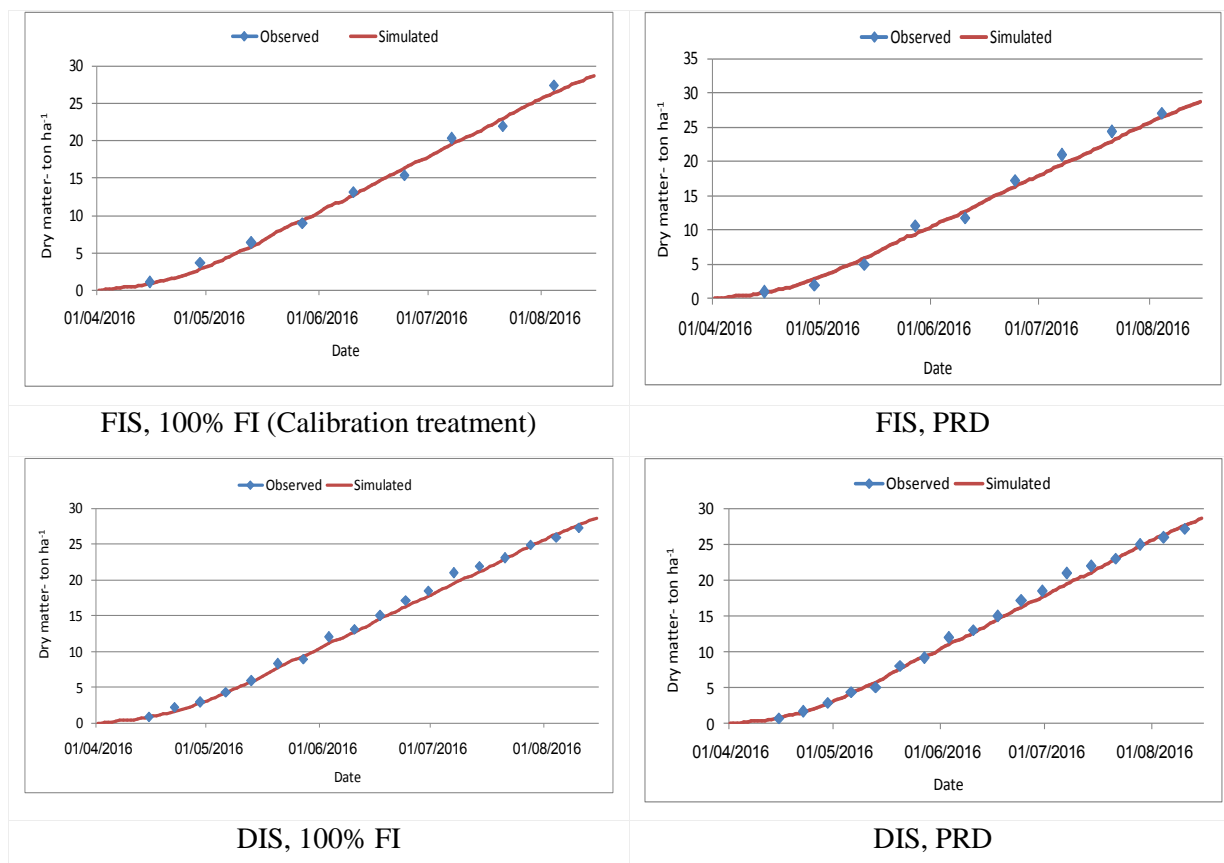 Observed Simulated
30
25
20
15
10
5
0
Dry matter- ton ha⁻¹
01/04/2016 01/05/2016 01/06/2016 01/07/2016 01/08/2016
Date
FIS, 100% FI (Calibration treatment)
Observed Simulated
35
30
25
20
15
10
5
0
Dry matter- ton ha⁻¹
01/04/2016 01/05/2016 01/06/2016 01/07/2016 01/08/2016
Date
FIS, PRD
Observed Simulated
30
25
20
15
10
5
0
Dry matter- ton ha⁻¹
01/04/2016 01/05/2016 01/06/2016 01/07/2016 01/08/2016
Date
DIS, 100% FI
Observed Simulated
30
25
20
15
10
5
0
Dry matter- ton ha⁻¹
01/04/2016 01/05/2016 01/06/2016 01/07/2016 01/08/2016
Date
DIS, PRD